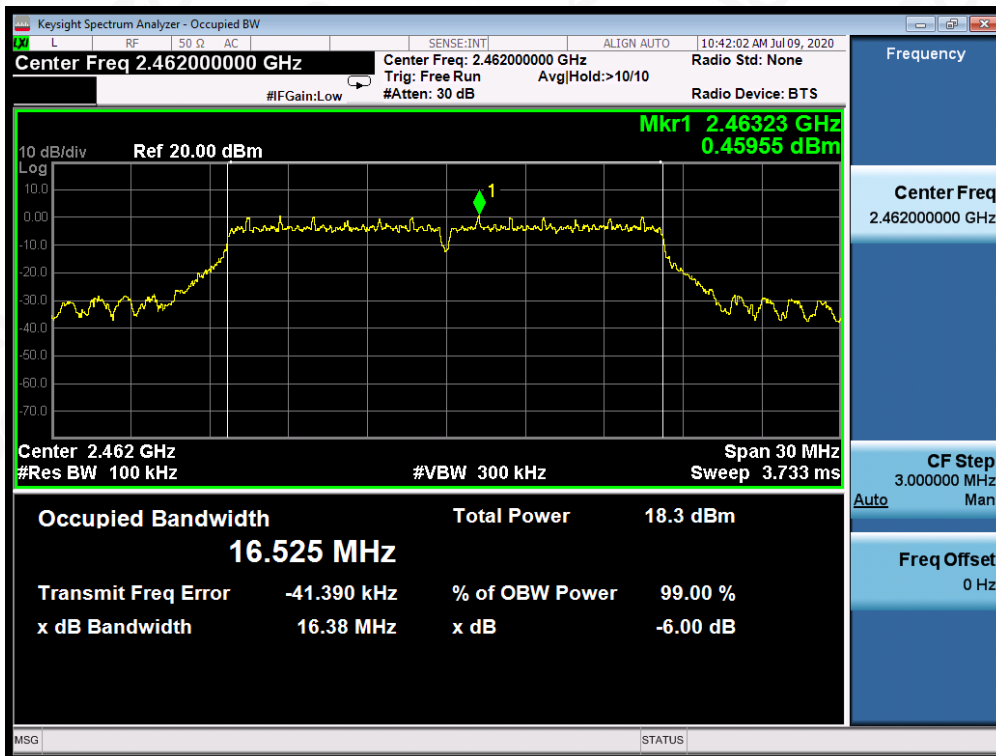 Keysight Spectrum Analyzer - Occupied BW
LXI L RF 50 Ω AC SENSE:INT ALIGN AUTO 10:42:02 AM Jul 09, 2020
Center Freq 2.462000000 GHz
#IFGain:Low
Center Freq: 2.462000000 GHz
Trig: Free Run Avg|Hold:>10/10
#Atten: 30 dB
Radio Std: None
Radio Device: BTS
Mkr1 2.46323 GHz
0.45955 dBm
10 dB/div Ref 20.00 dBm
Log
10.0
0.00
-10.0
-20.0
-30.0
-40.0
-50.0
-60.0
-70.0
1
Center 2.462 GHz Span 30 MHz
#Res BW 100 kHz #VBW 300 kHz Sweep 3.733 ms
Occupied Bandwidth Total Power 18.3 dBm
16.525 MHz
Transmit Freq Error -41.390 kHz % of OBW Power 99.00 %
x dB Bandwidth 16.38 MHz x dB -6.00 dB
MSG STATUS
Frequency
Center Freq
2.462000000 GHz
CF Step
3.000000 MHz
Auto Man
Freq Offset
0 Hz